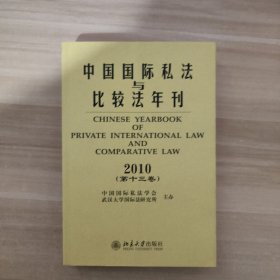 中国国际私法
与
比较法年刊
CHINESE YEARBOOK
OF
PRIVATE INTERNATIONAL LAW
AND
COMPARATIVE LAW
2010
(第十三卷)
中国国际私法学会
武汉大学国际法研究所 主办
北京大学出版社